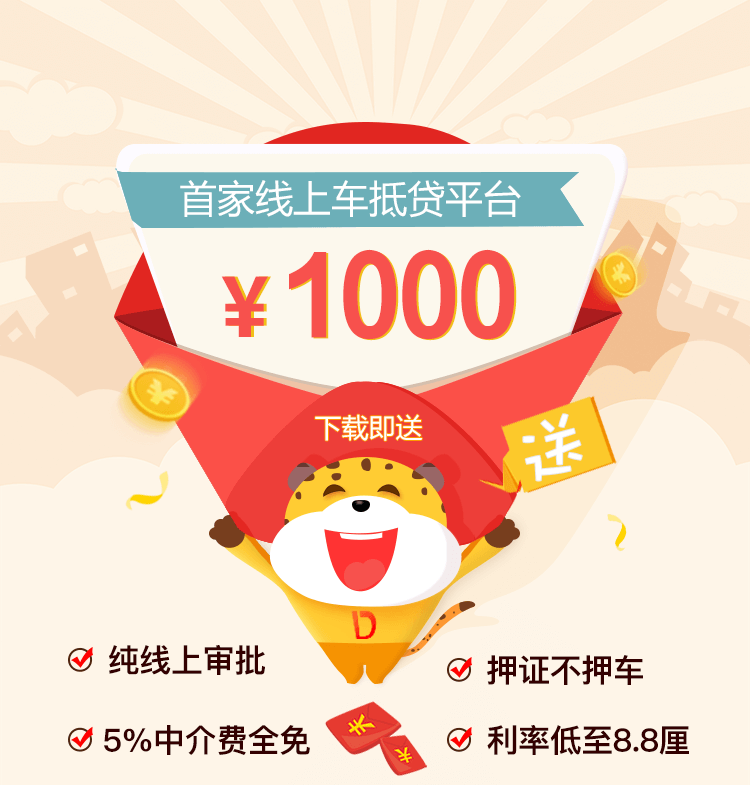 首家线上车抵贷平台
¥1000
下载即送
送
D
纯线上审批
押证不押车
5%中介费全免
利率低至8.8厘